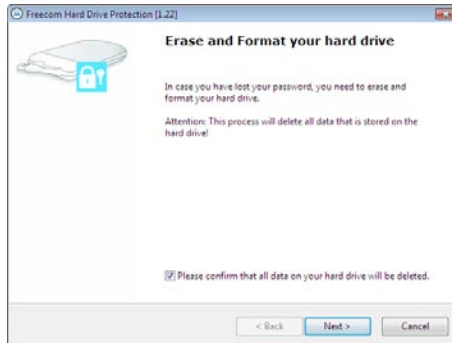 Freecom Hard Drive Protection [1.22]
Erase and Format your hard drive
In case you have lost your password, you need to erase and
format your hard drive.
Attention: This process will delete all data that is stored on the
hard drive!
Please confirm that all data on your hard drive will be deleted.
< Back
Next >
Cancel